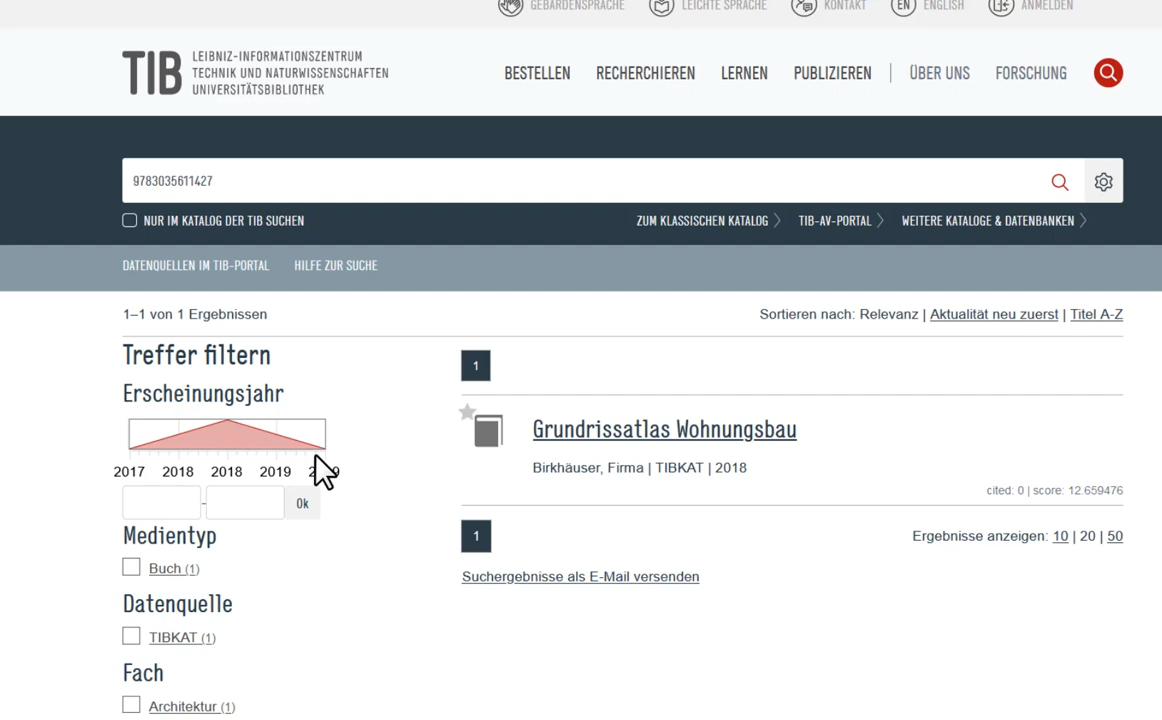 GEBÄRDENSPRACHE LEICHTE SPRACHE KONTAKT EN ENGLISH ANMELDEN
TIB LEIBNIZ-INFORMATIONSZENTRUM
TECHNIK UND NATURWISSENSCHAFTEN
UNIVERSITÄTSBIBLIOTHEK
BESTELLEN RECHERCHIEREN LERNEN PUBLIZIEREN | ÜBER UNS FORSCHUNG
9783035611427
NUR IM KATALOG DER TIB SUCHEN ZUM KLASSISCHEN KATALOG TIB-AV-PORTAL WEITERE KATALOGE & DATENBANKEN
DATENQUELLEN IM TIB-PORTAL HILFE ZUR SUCHE
1–1 von 1 Ergebnissen Sortieren nach: Relevanz | Aktualität neu zuerst | Titel A-Z
Treffer filtern
Erscheinungsjahr
2017 2018 2018 2019
- Ok
Medientyp
Buch (1)
Datenquelle
TIBKAT (1)
Fach
Architektur (1)
1
Grundrissatlas Wohnungsbau
Birkhäuser, Firma | TIBKAT | 2018
cited: 0 | score: 12.659476
1 Ergebnisse anzeigen: 10 | 20 | 50
Suchergebnisse als E-Mail versenden